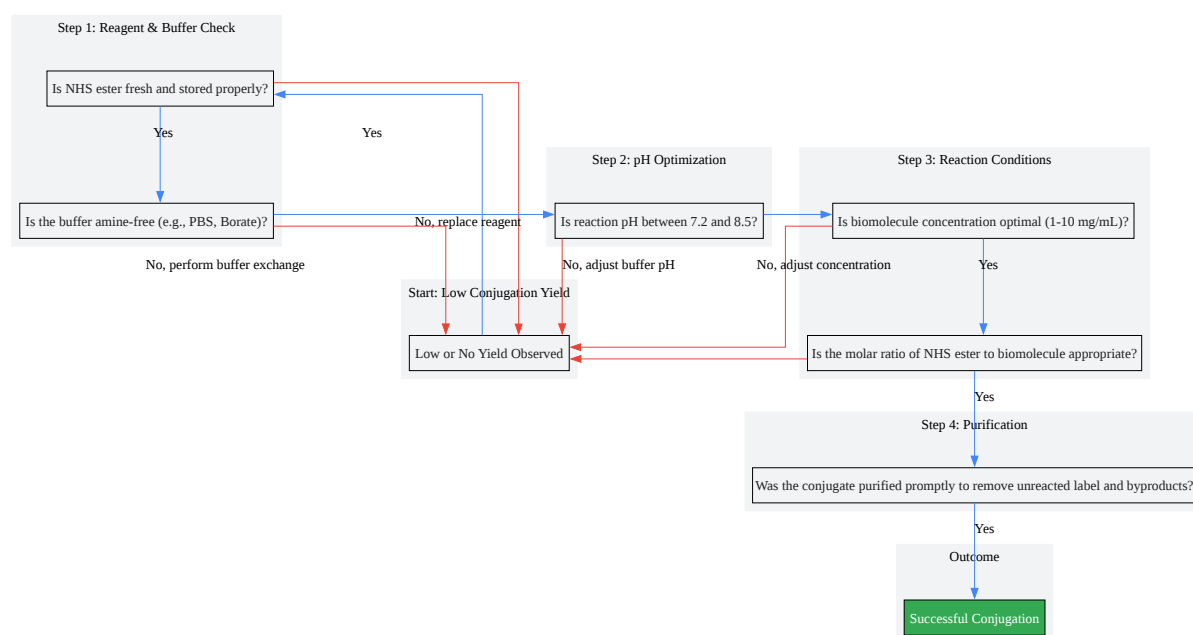 Step 1: Reagent & Buffer Check
Is NHS ester fresh and stored properly?
Yes
Yes
Step 2: pH Optimization
Step 3: Reaction Conditions
Is the buffer amine-free (e.g., PBS, Borate)?
No, replace reagent
Is reaction pH between 7.2 and 8.5?
Is biomolecule concentration optimal (1-10 mg/mL)?
No, perform buffer exchange
No, adjust buffer pH
No, adjust concentration
Yes
Start: Low Conjugation Yield
Low or No Yield Observed
Is the molar ratio of NHS ester to biomolecule appropriate?
Yes
Step 4: Purification
Was the conjugate purified promptly to remove unreacted label and byproducts?
Yes
Outcome
Successful Conjugation